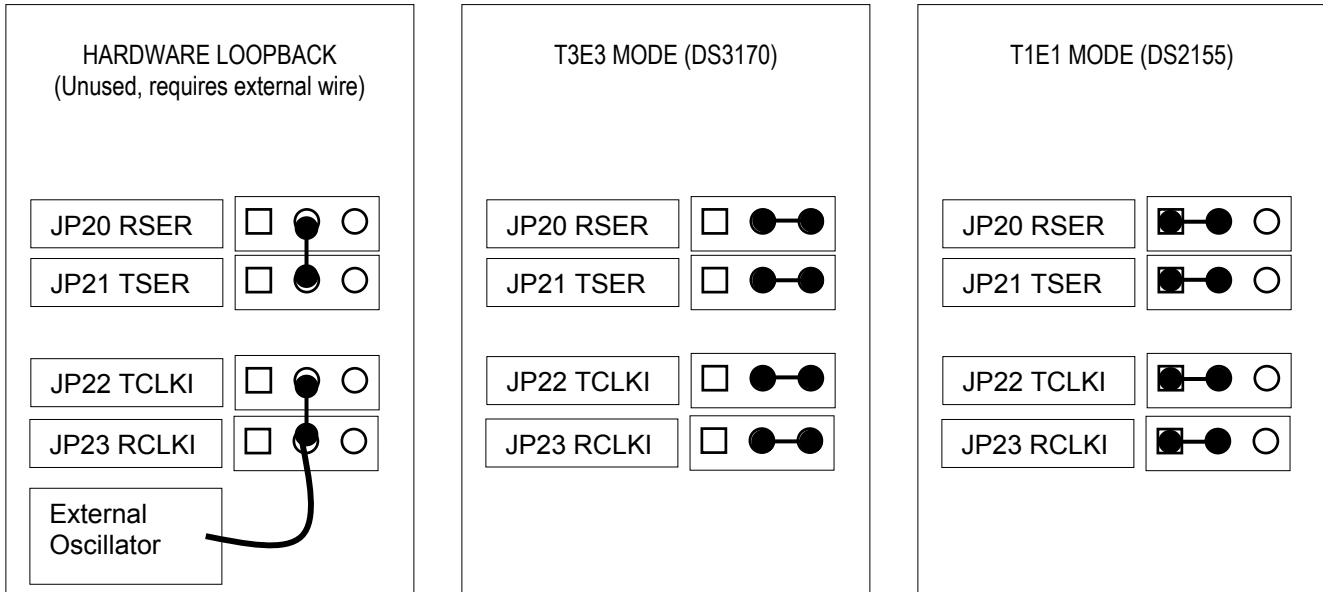 HARDWARE LOOPBACK
(Unused, requires external wire)
JP20 RSER
JP21 TSER
JP22 TCLKI
JP23 RCLKI
External
Oscillator
T3E3 MODE (DS3170)
JP20 RSER
JP21 TSER
JP22 TCLKI
JP23 RCLKI
T1E1 MODE (DS2155)
JP20 RSER
JP21 TSER
JP22 TCLKI
JP23 RCLKI